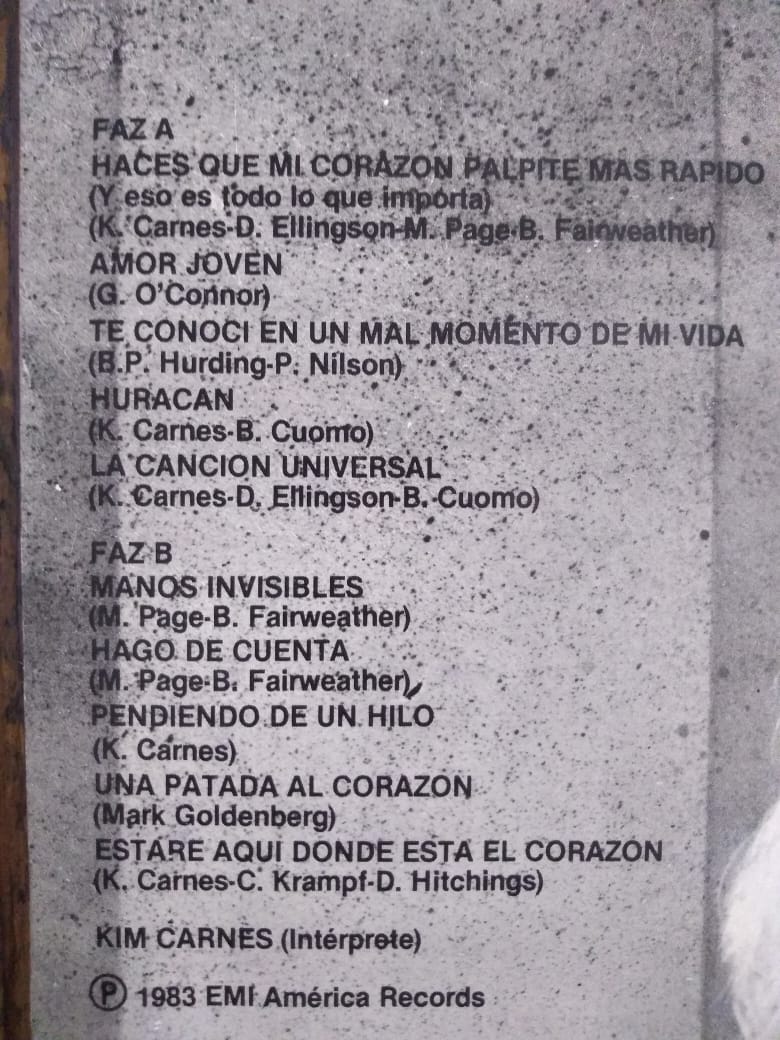 FAZ A
HACES QUE MI CORAZON PALPITE MAS RAPIDO
(Y eso es todo lo que importa)
(K. Carnes-D. Ellingson-M. Page-B. Fairweather)
AMOR JOVEN
(G. O'Connor)
TE CONOCI EN UN MAL MOMENTO DE MI VIDA
(B.P. Hurding-P. Nilson)
HURACAN
(K. Carnes-B. Cuomo)
LA CANCION UNIVERSAL
(K. Carnes-D. Ellingson-B. Cuomo)
FAZ B
MANOS INVISIBLES
(M. Page-B. Fairweather)
HAGO DE CUENTA
(M. Page-B. Fairweather)
PENDIENDO DE UN HILO
(K. Carnes)
UNA PATADA AL CORAZON
(Mark Goldenberg)
ESTARE AQUI DONDE ESTA EL CORAZON
(K. Carnes-C. Krampf-D. Hitchings)
KIM CARNES (Intérprete)
℗ 1983 EMI América Records